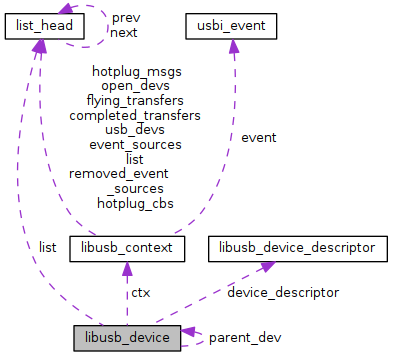 prev
next
list_head
usbi_event
hotplug_msgs
open_devs
flying_transfers
completed_transfers
usb_devs
event_sources
list
removed_event
_sources
hotplug_cbs
event
list
libusb_context
libusb_device_descriptor
ctx
device_descriptor
libusb_device
parent_dev